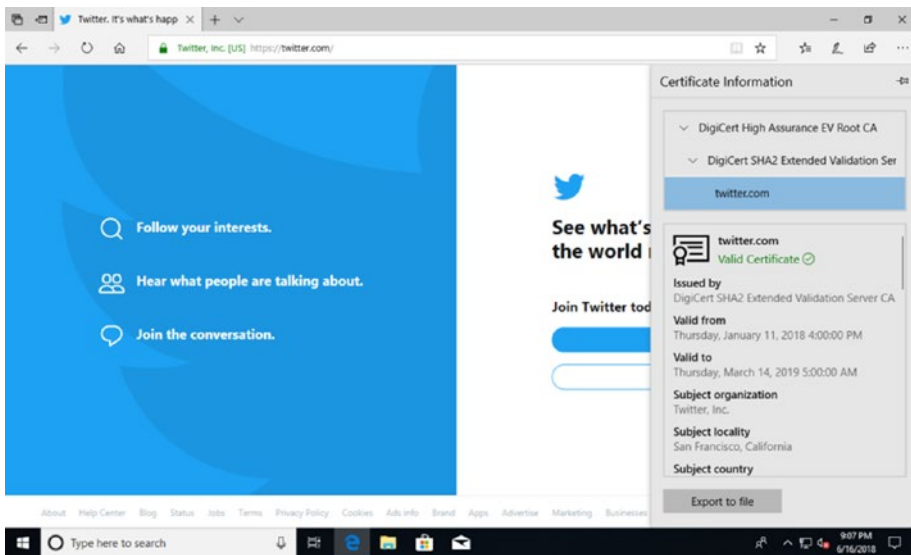 Twitter. It's what's happ
Twitter, Inc. [US] https://twitter.com/
Follow your interests.
Hear what people are talking about.
Join the conversation.
See what's
the world
Join Twitter tod
Certificate Information
DigiCert High Assurance EV Root CA
DigiCert SHA2 Extended Validation Ser
twitter.com
twitter.com
Valid Certificate
Issued by
DigiCert SHA2 Extended Validation Server CA
Valid from
Thursday, January 11, 2018 4:00:00 PM
Valid to
Thursday, March 14, 2019 5:00:00 AM
Subject organization
Twitter, Inc.
Subject locality
San Francisco, California
Subject country
Export to file
About Help Center Blog Status Jobs Terms Privacy Policy Cookies Ads info Brand Apps Advertise Marketing Businesses
Type here to search
9:07 PM
6/16/2018